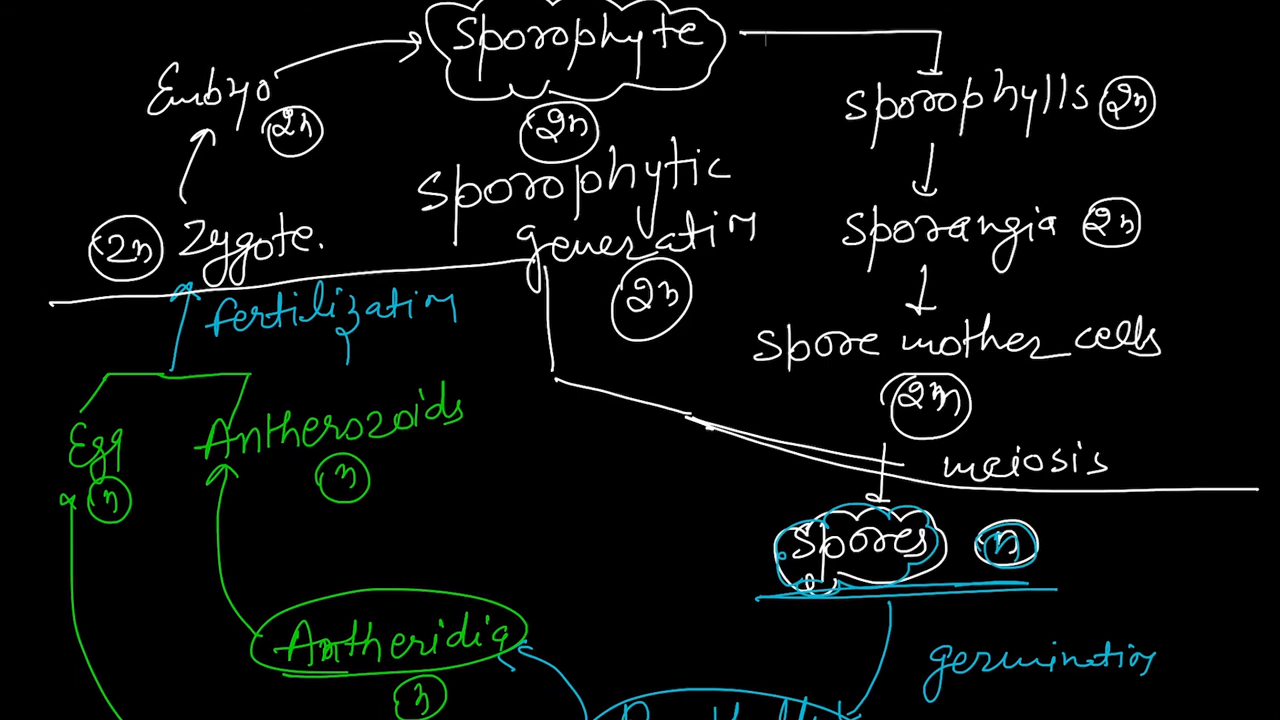 Sporophyte
2n
Embryo
2n
Sporophylls 2n
Sporophytic
generation
2n
2n Zygote.
Sporangia 2n
fertilization
Spore mother cells
2n
Egg
n
Antherozoids
n
meiosis
Spores n
Antheridia
n
germination